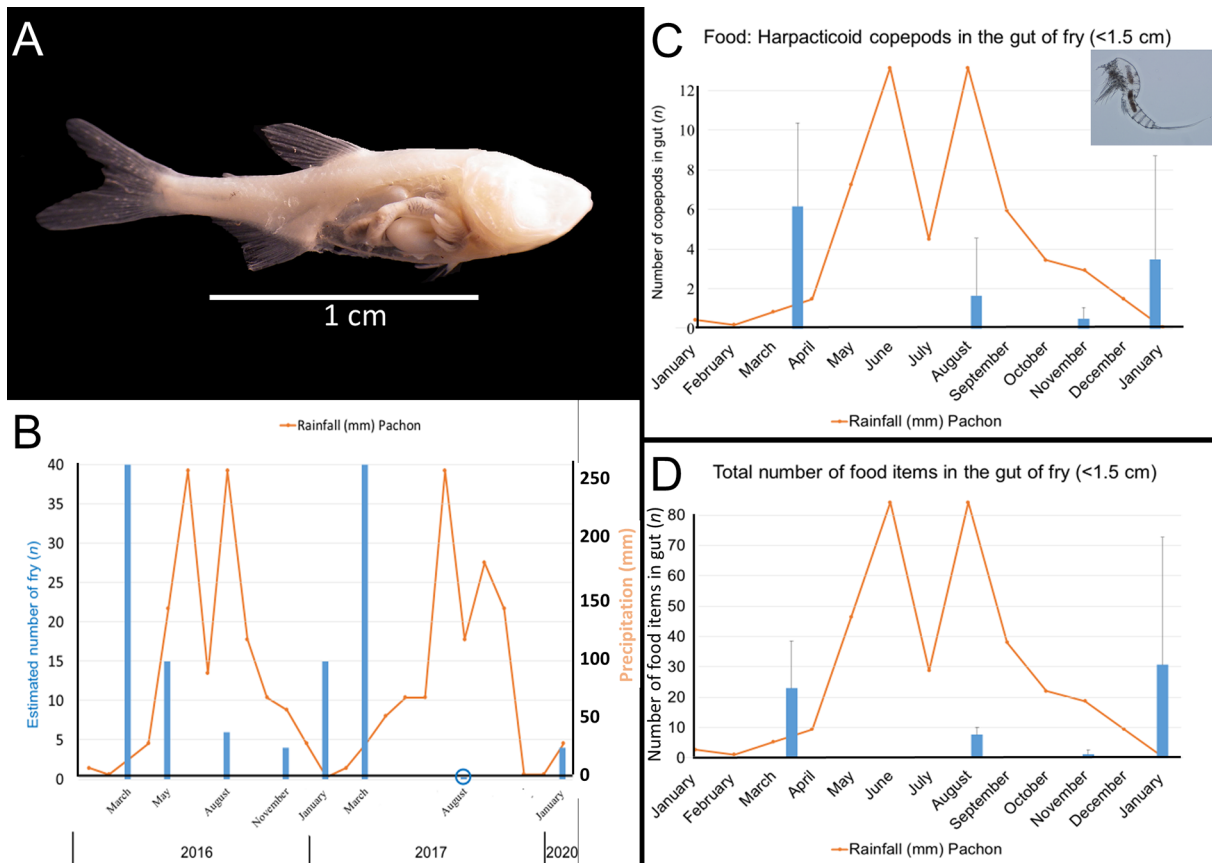 A
1 cm
B
Rainfall (mm) Pachon
Estimated number of fry (n)
40
35
30
25
20
15
10
5
0
250
200
150
100
50
0
Precipitation (mm)
March
May
August
November
January
March
August
January
2016
2017
2020
C
Food: Harpacticoid copepods in the gut of fry (<1.5 cm)
Number of copepods in gut (n)
12
10
8
6
4
2
0
January
February
March
April
May
June
July
August
September
October
November
December
January
Rainfall (mm) Pachon
D
Total number of food items in the gut of fry (<1.5 cm)
Number of food items in gut (n)
80
70
60
50
40
30
20
10
0
January
February
March
April
May
June
July
August
September
October
November
December
January
Rainfall (mm) Pachon